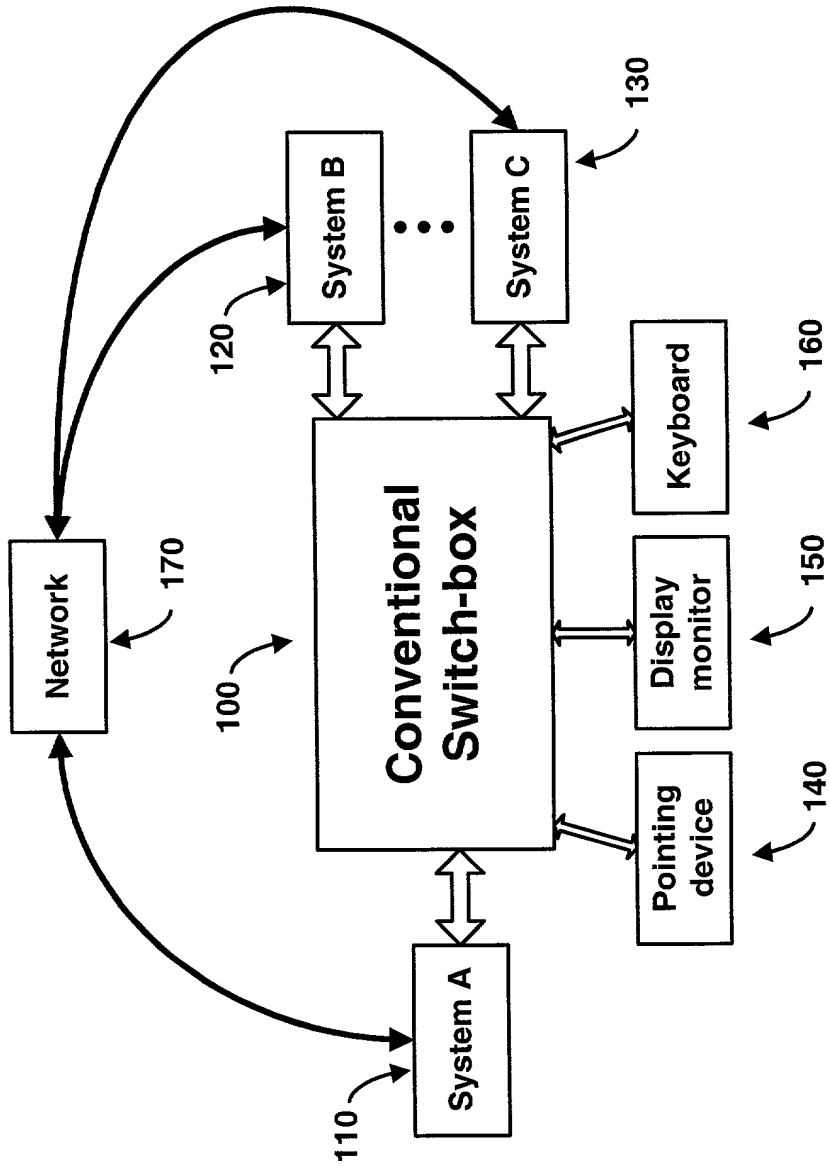 Network
170
100
120
System B
110
System A
Conventional
Switch-box
System C
130
Pointing
device
140
Display
monitor
150
Keyboard
160